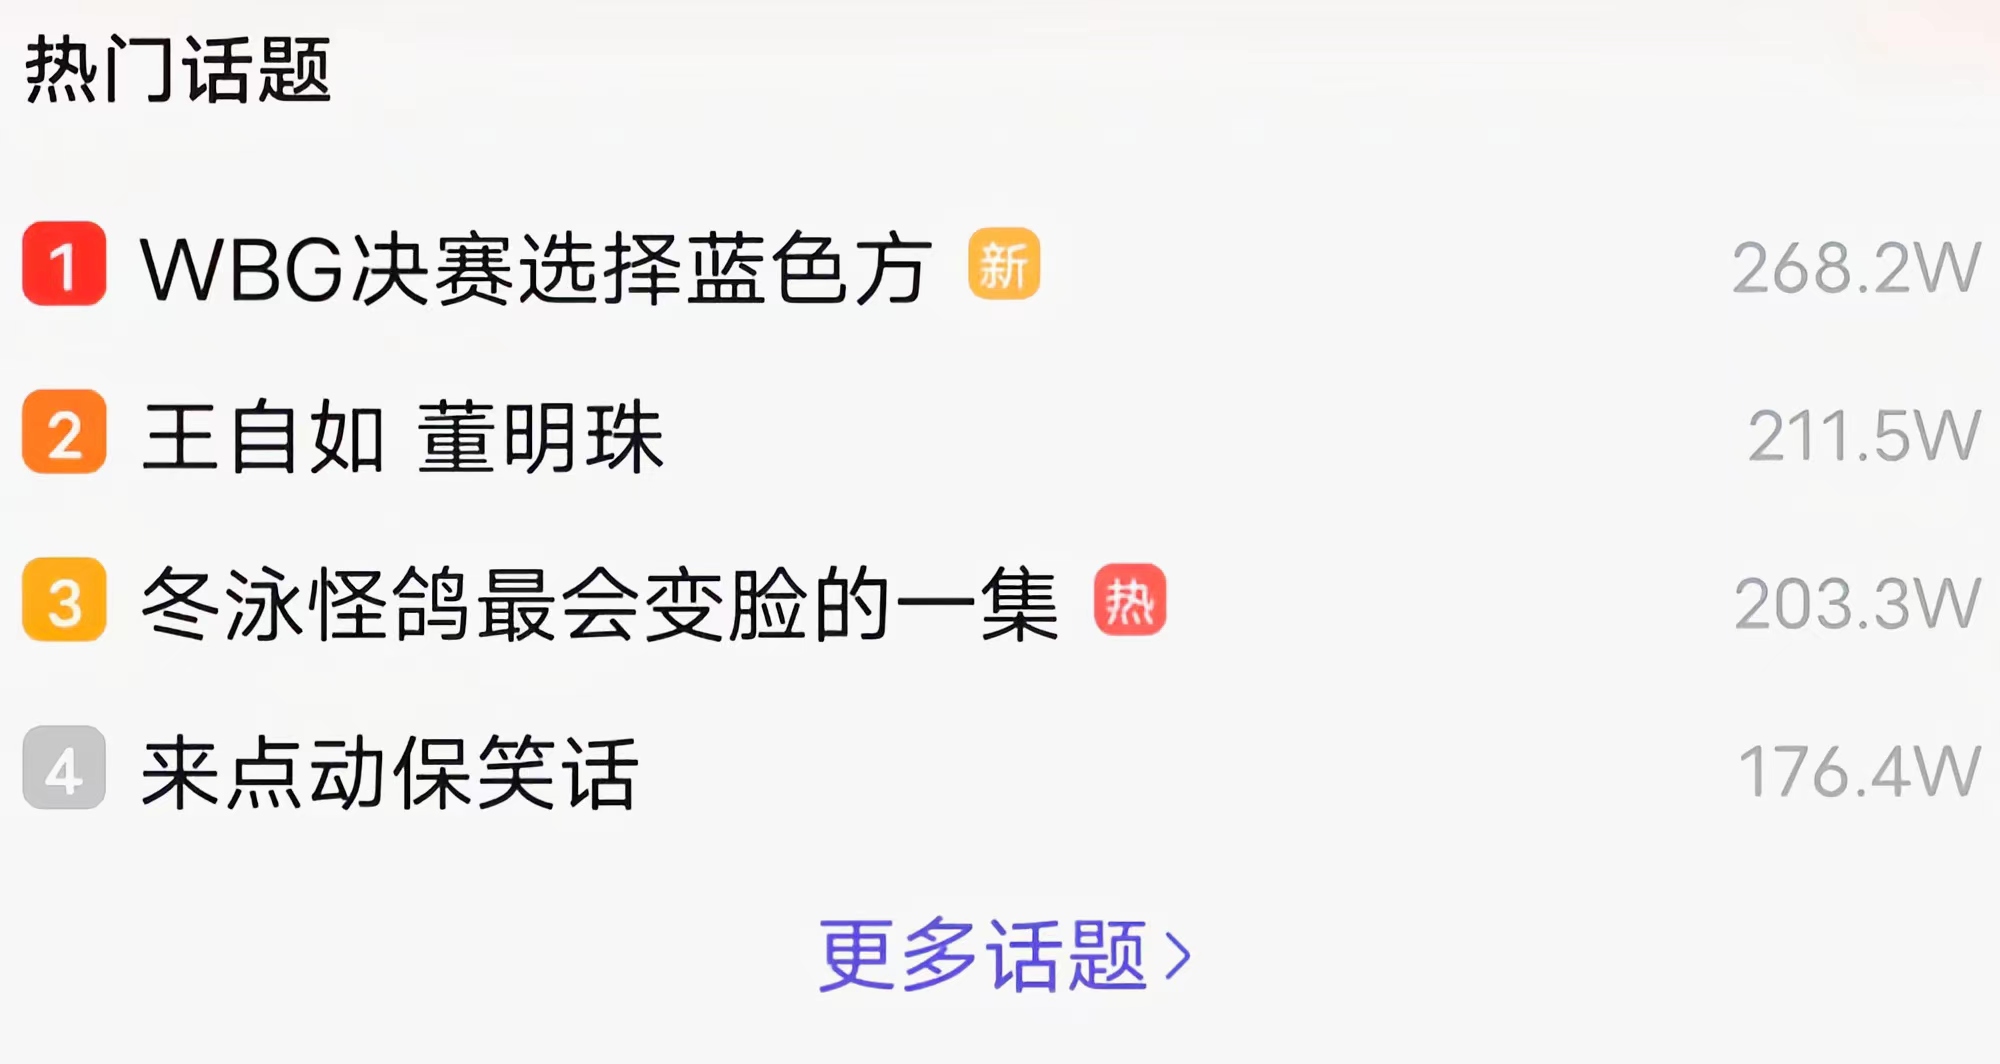 热门话题
1 WBG决赛选择蓝色方 新 268.2W
2 王自如 董明珠 211.5W
3 冬泳怪鸽最会变脸的一集 热 203.3W
4 来点动保笑话 176.4W
更多话题>